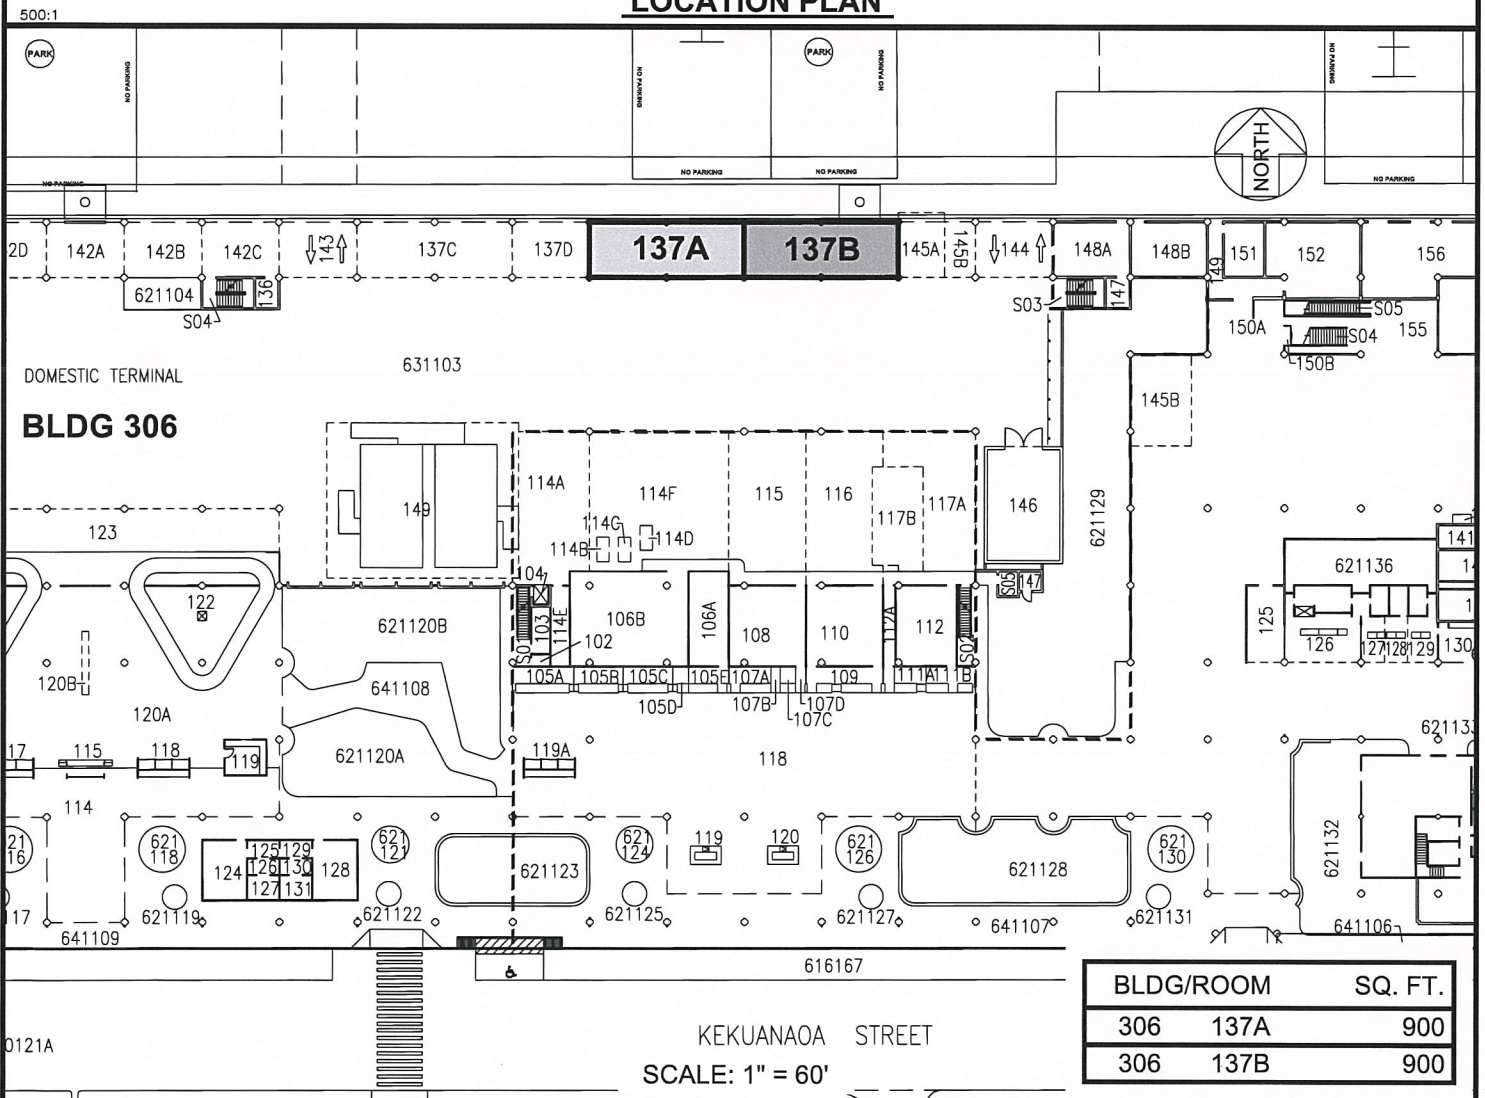 LOCATION PLAN
500:1
PARK
NO PARKING
NO PARKING
PARK
NO PARKING
NO PARKING
NORTH
NO PARKING
NO PARKING
NO PARKING
NO PARKING
2D 142A 142B 142C 143 137C 137D 137A 137B 145A 145B 144 148A 148B 149 151 152 156
621104 136 S04
S03 147 150A S05 155
S04
150B
631103
DOMESTIC TERMINAL
BLDG 306
145B
149 114A 114F 115 116 117B 117A 146 621129
114G 114D
114B
123
141
621136
104
S05 147
122
621120B
S01 103 114E 102 106B 106A 108 110 112A 112 S02
125 126 127 128 129 130
120B
641108
105A 105B 105C 105E 107A 109 111A 111B
105D 107B 107D
107C
120A
17 115 118 119
621120A
119A
118
114
621
118
621
121
621
124
119 120
621
126
621128
621
130
621132
124 125 129 128
126 130
127 131
621123
621119 621122 621125 621127 641107 621131 641106
117
641109
616167
0121A
KEKUANAOA STREET
SCALE: 1" = 60'
BLDG/ROOM SQ. FT.
306 137A 900
306 137B 900